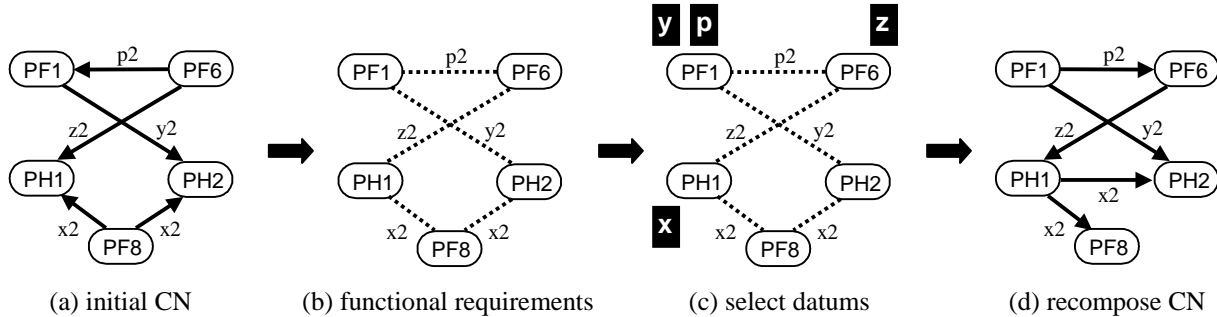 y p z
PF1 p2 PF6 PF1 p2 PF6 PF1 p2 PF6 PF1 p2 PF6
z2 y2 z2 y2 z2 y2 z2 y2
PH1 PH2 PH1 PH2 PH1 PH2 PH1 PH2
x2
x2 x2 x2 x2 x x2 x2 x2
PF8 PF8 PF8 PF8
(a) initial CN (b) functional requirements (c) select datums (d) recompose CN